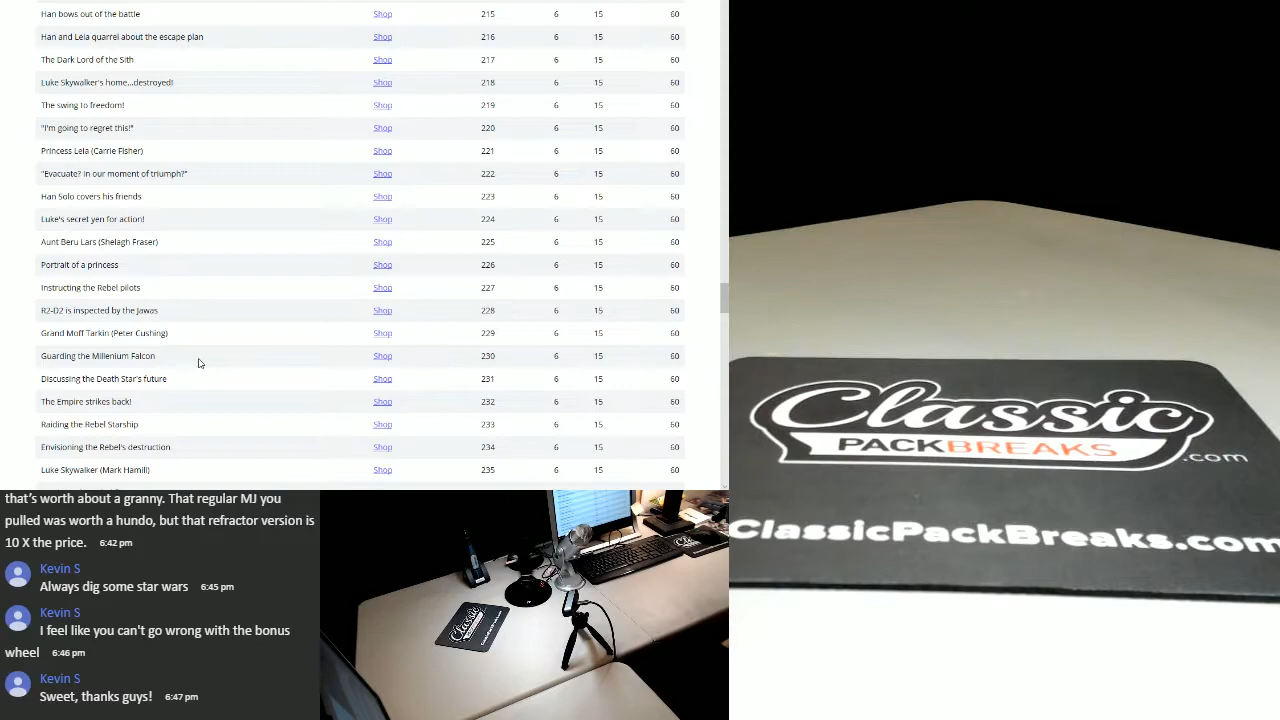 Han bows out of the battle Shop 215 6 15 60
Han and Leia quarrel about the escape plan Shop 216 6 15 60
The Dark Lord of the Sith Shop 217 6 15 60
Luke Skywalker's home...destroyed! Shop 218 6 15 60
The swing to freedom! Shop 219 6 15 60
"I'm going to regret this!" Shop 220 6 15 60
Princess Leia (Carrie Fisher) Shop 221 6 15 60
"Evacuate? In our moment of triumph?" Shop 222 6 15 60
Han Solo covers his friends Shop 223 6 15 60
Luke's secret yen for action! Shop 224 6 15 60
Aunt Beru Lars (Shelagh Fraser) Shop 225 6 15 60
Portrait of a princess Shop 226 6 15 60
Instructing the Rebel pilots Shop 227 6 15 60
R2-D2 is inspected by the Jawas Shop 228 6 15 60
Grand Moff Tarkin (Peter Cushing) Shop 229 6 15 60
Guarding the Millenium Falcon Shop 230 6 15 60
Discussing the Death Star's future Shop 231 6 15 60
The Empire strikes back! Shop 232 6 15 60
Raiding the Rebel Starship Shop 233 6 15 60
Envisioning the Rebel's destruction Shop 234 6 15 60
Luke Skywalker (Mark Hamill) Shop 235 6 15 60
that's worth about a granny. That regular MJ you
pulled was worth a hundo, but that refractor version is
10 X the price. 6:42 pm
Kevin S
Always dig some star wars 6:45 pm
Kevin S
I feel like you can't go wrong with the bonus
wheel 6:46 pm
Kevin S
Sweet, thanks guys! 6:47 pm
Classic
PACKBREAKS
.com
ClassicPackBreaks.com
Classic